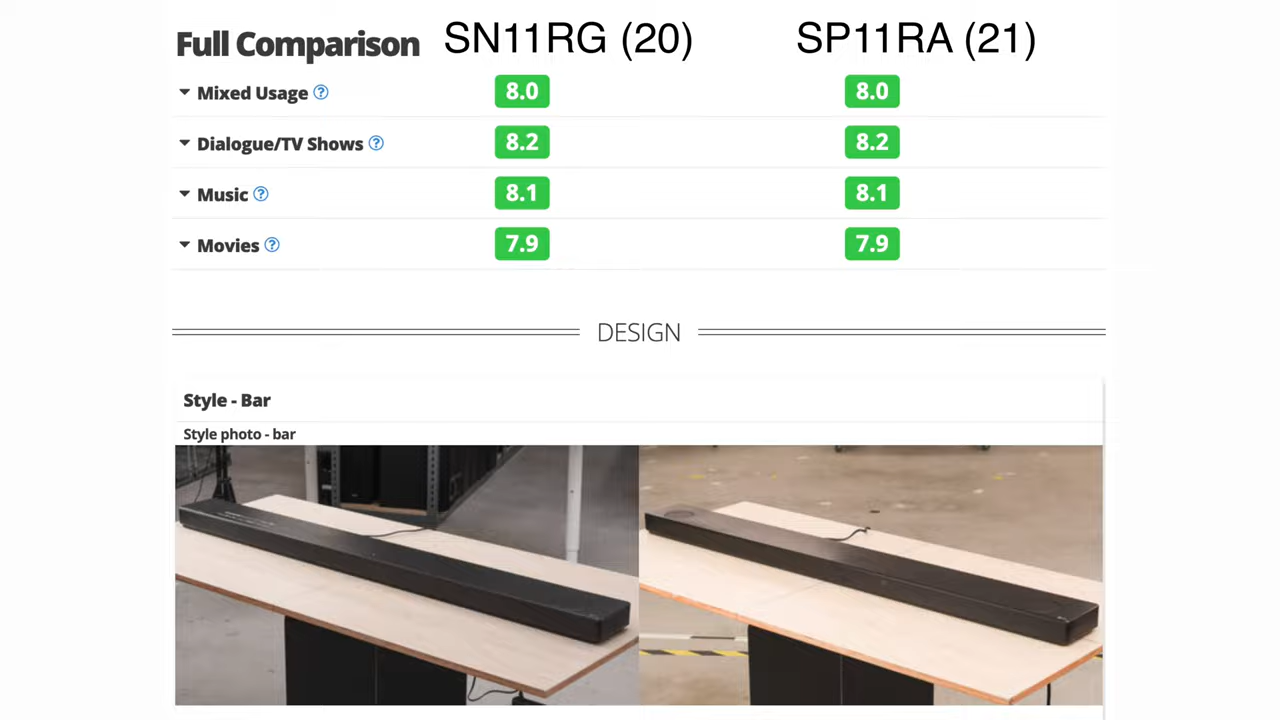 Full Comparison SN11RG (20) SP11RA (21)
Mixed Usage ? 8.0 8.0
Dialogue/TV Shows ? 8.2 8.2
Music ? 8.1 8.1
Movies ? 7.9 7.9
DESIGN
Style - Bar
Style photo - bar